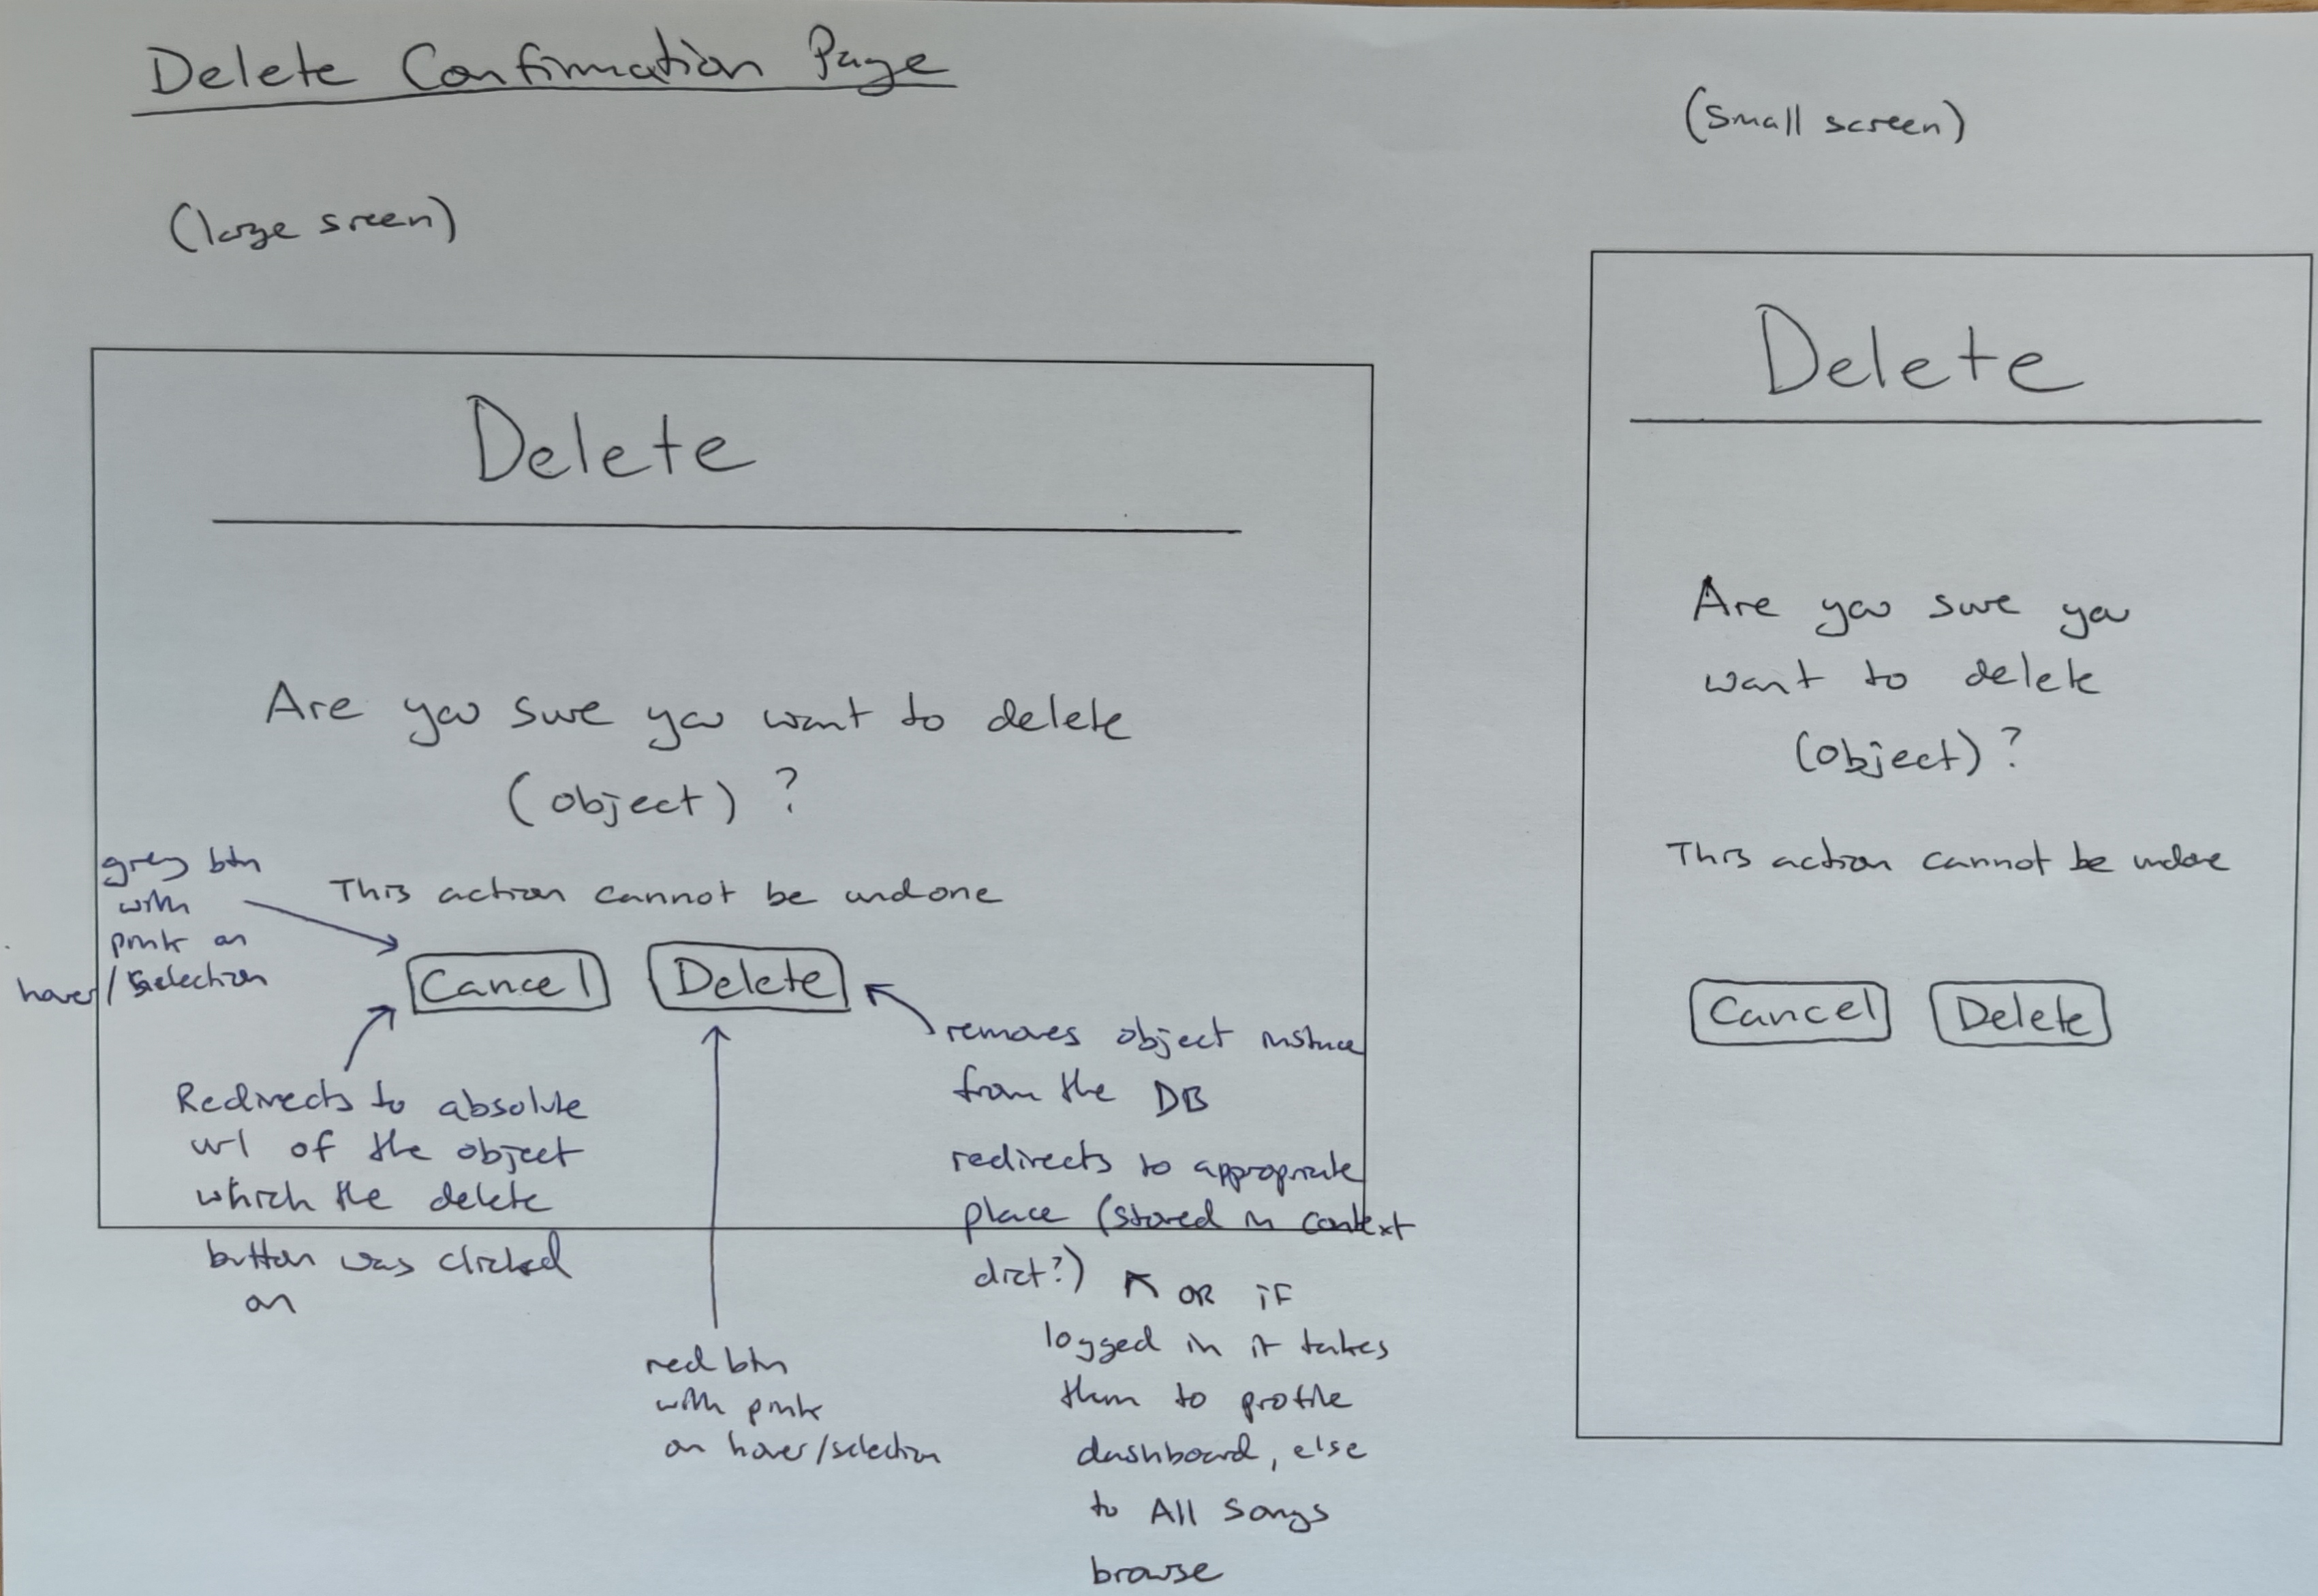 Delete Confirmation Page
(large sreen)
Delete
Are you sure you want to delete
(object) ?
This action cannot be undone
Cancel
Delete
grey btn
with
pink on
hover/selection
Redirects to absolute
url of the object
which the delete
button was clicked
on
red btn
with pink
on hover/selection
removes object instance
from the DB
redirects to appropriate
place (stored in context
dict?)
OR if
logged in it takes
them to profile
dashboard, else
to All Songs
browse
(small screen)
Delete
Are you sure you
want to delete
(object) ?
This action cannot be undone
Cancel
Delete